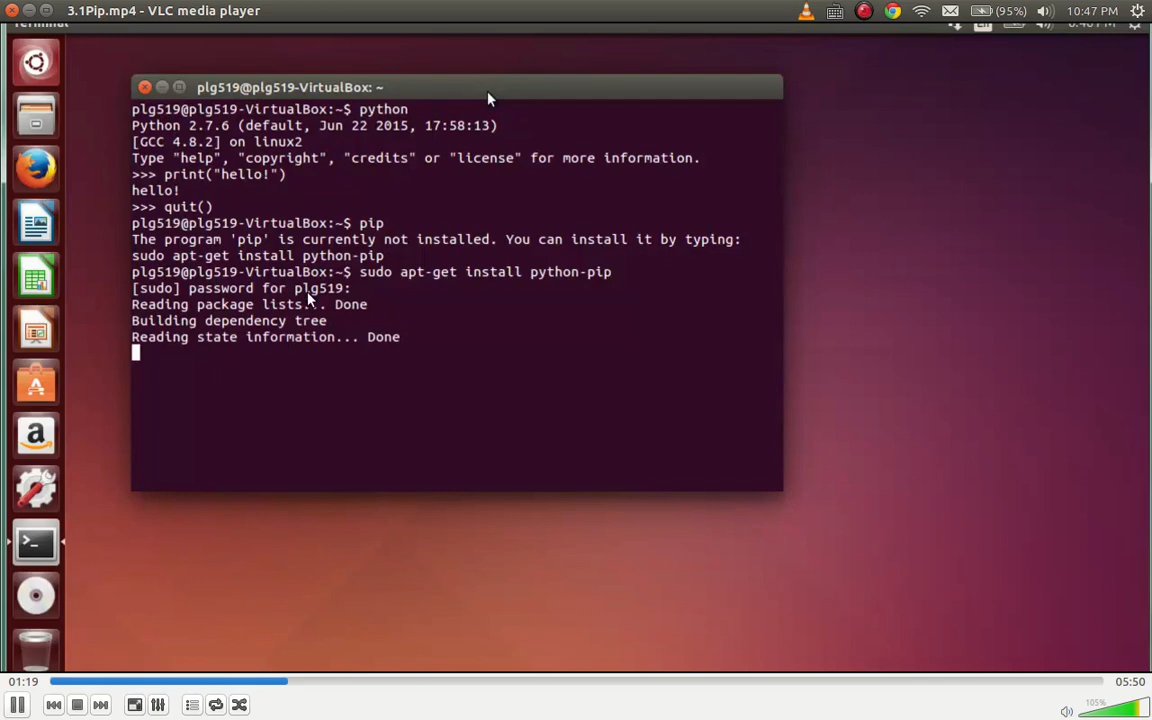 3.1Pip.mp4 - VLC media player
(95%)
10:47 PM
Terminal
plg519@plg519-VirtualBox: ~
plg519@plg519-VirtualBox:~$ python
Python 2.7.6 (default, Jun 22 2015, 17:58:13)
[GCC 4.8.2] on linux2
Type "help", "copyright", "credits" or "license" for more information.
>>> print("hello!")
hello!
>>> quit()
plg519@plg519-VirtualBox:~$ pip
The program 'pip' is currently not installed. You can install it by typing:
sudo apt-get install python-pip
plg519@plg519-VirtualBox:~$ sudo apt-get install python-pip
[sudo] password for plg519:
Reading package lists... Done
Building dependency tree
Reading state information... Done
01:19
05:50
105%